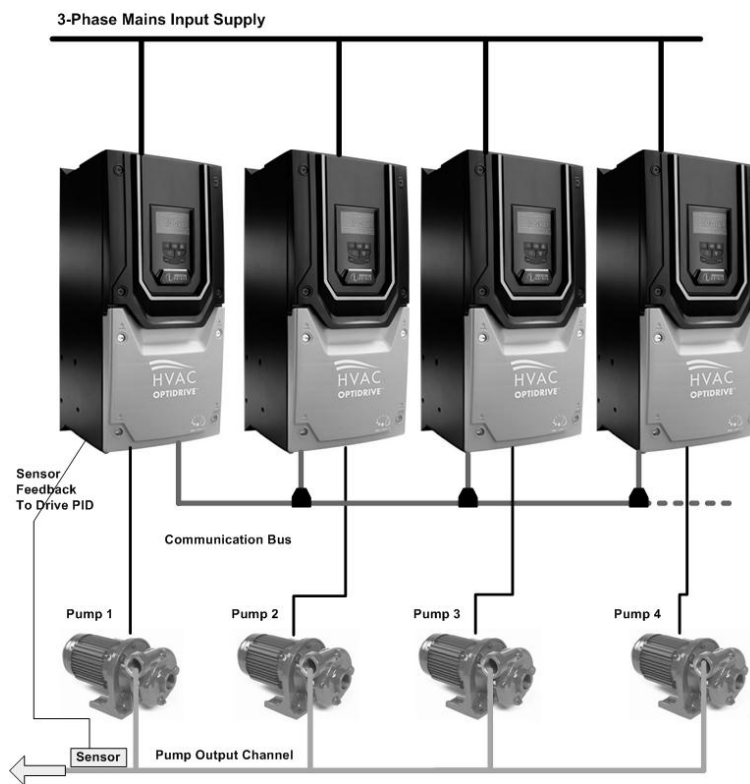 3-Phase Mains Input Supply
HVAC
OPTIDRIVE
HVAC
OPTIDRIVE
HVAC
OPTIDRIVE
HVAC
OPTIDRIVE
Sensor
Feedback
To Drive PID
Communication Bus
Pump 1
Pump 2
Pump 3
Pump 4
Sensor
Pump Output Channel